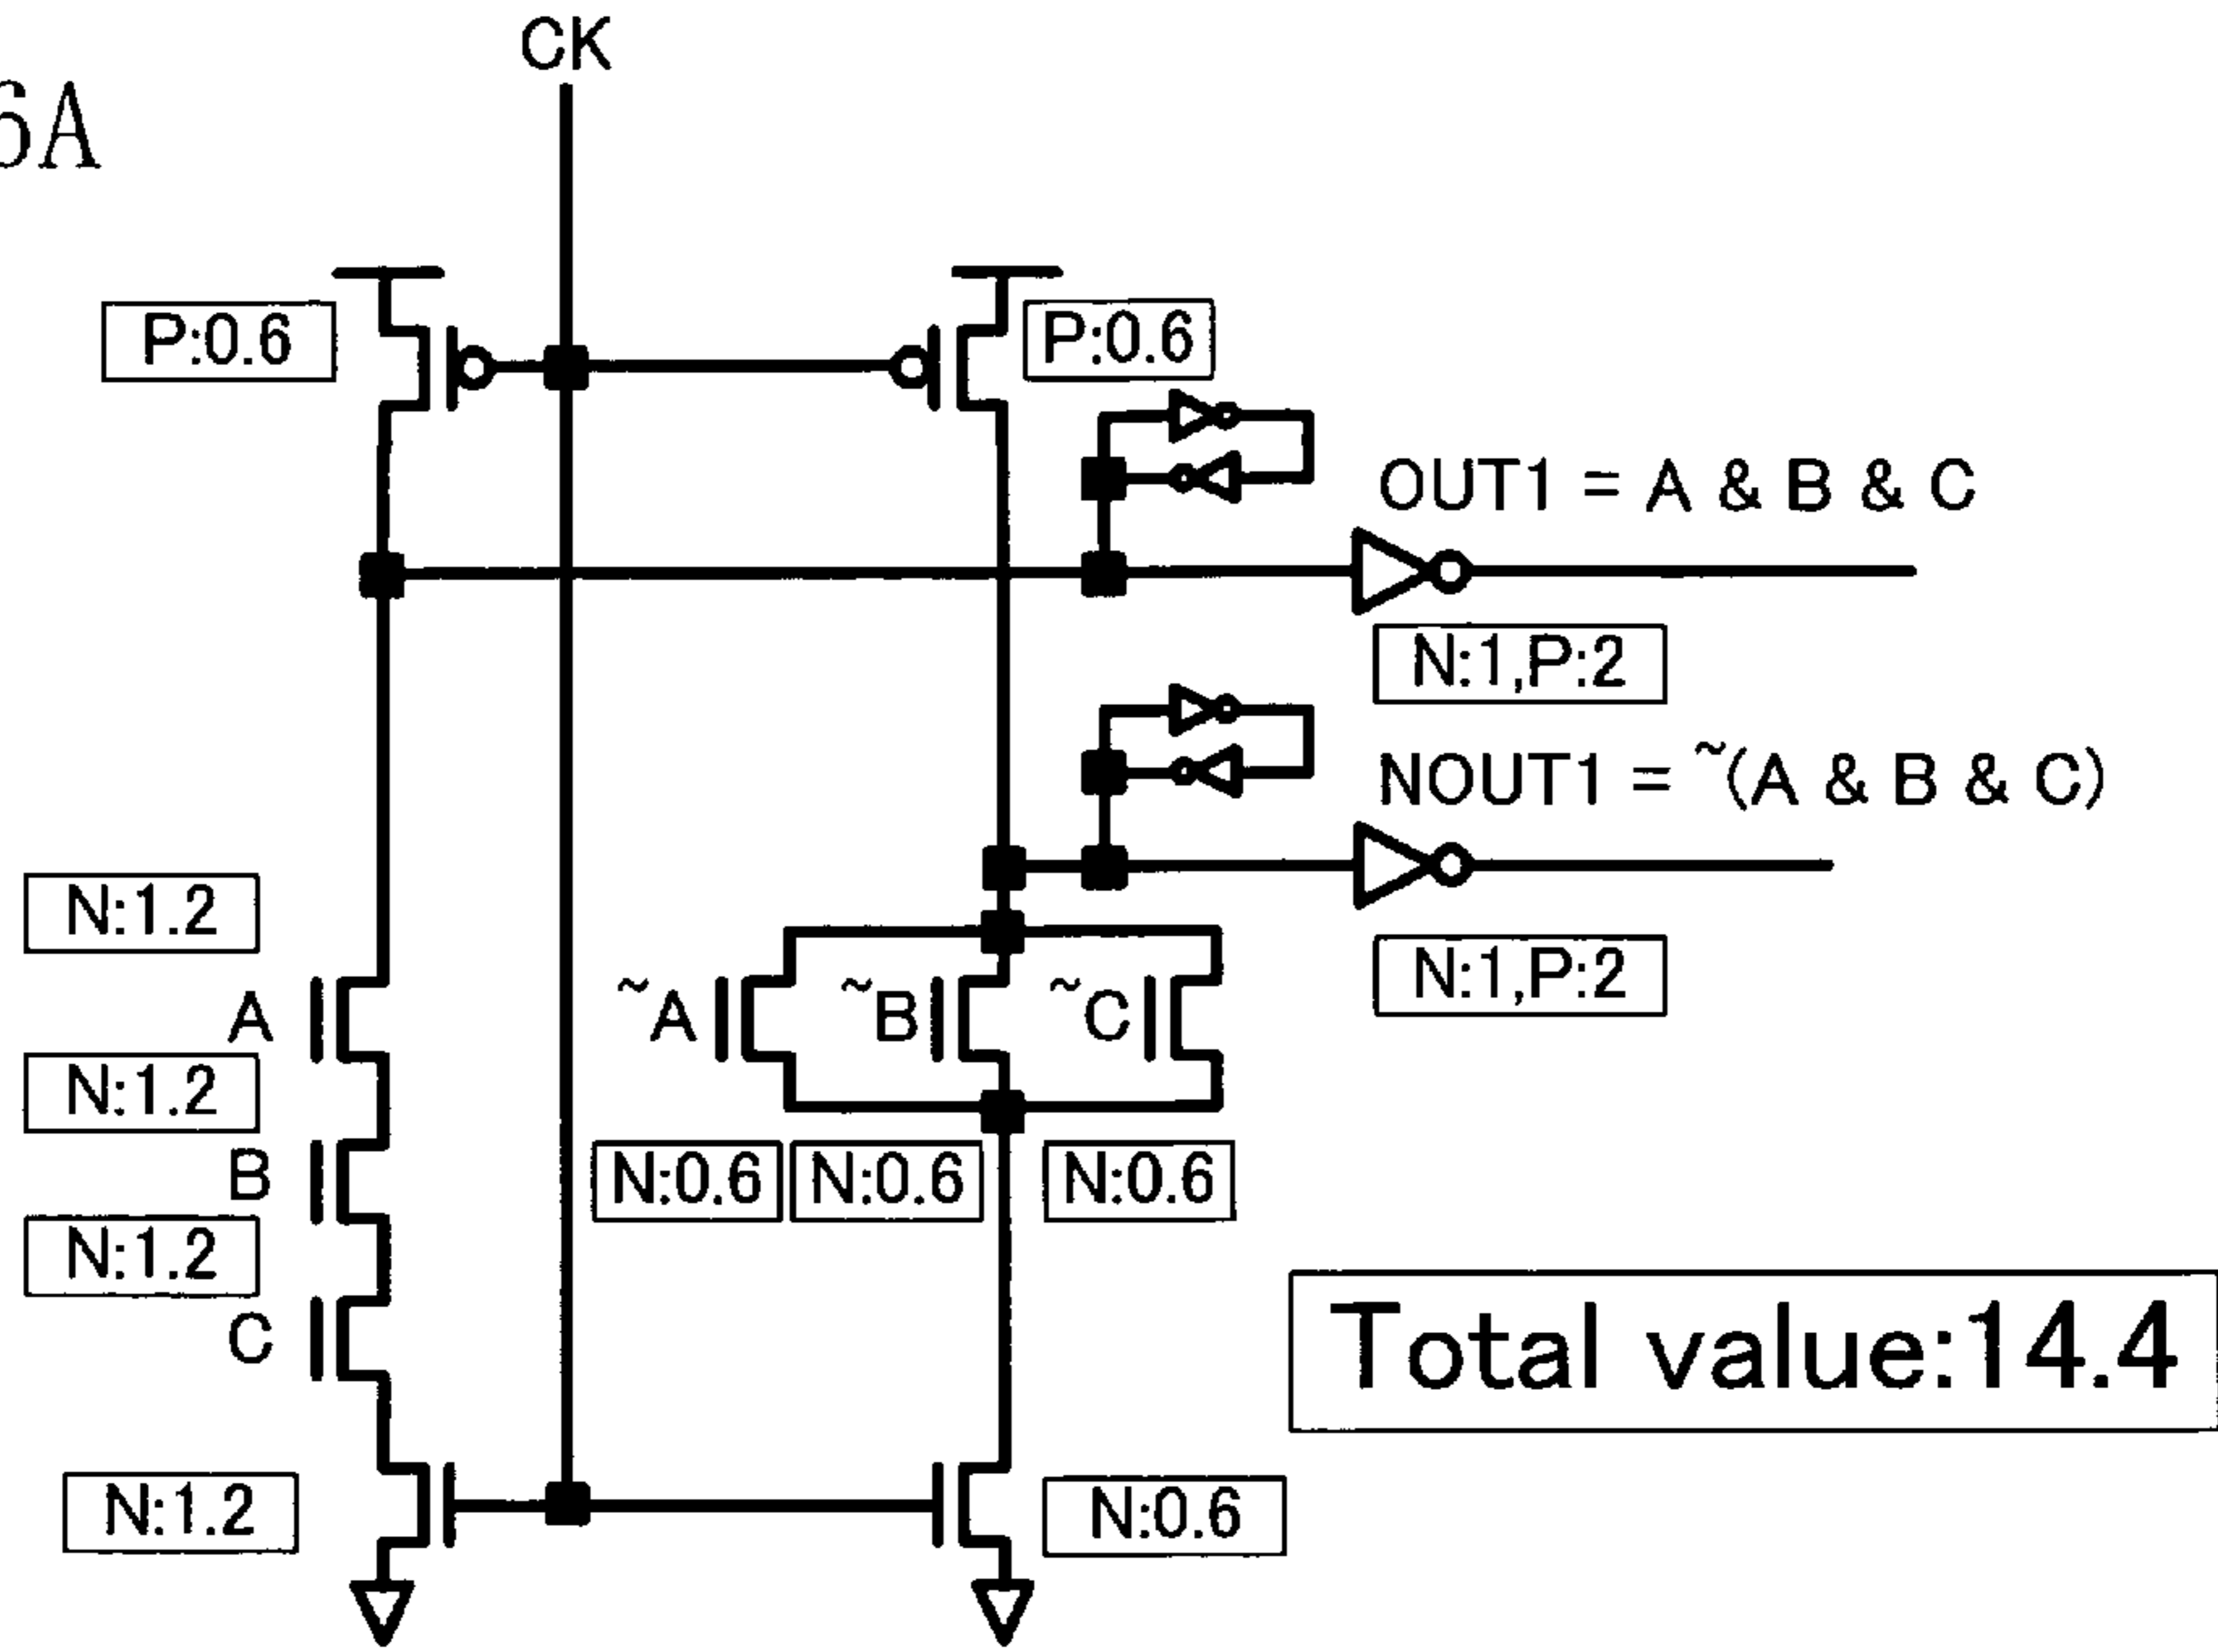 CK
6A
P:0.6
P:0.6
OUT1 = A & B & C
N:1,P:2
NOUT1 = ~(A & B & C)
N:1.2
N:1,P:2
A
~A
~B
~C
N:1.2
B
N:0.6
N:0.6
N:0.6
N:1.2
C
Total value:14.4
N:1.2
N:0.6